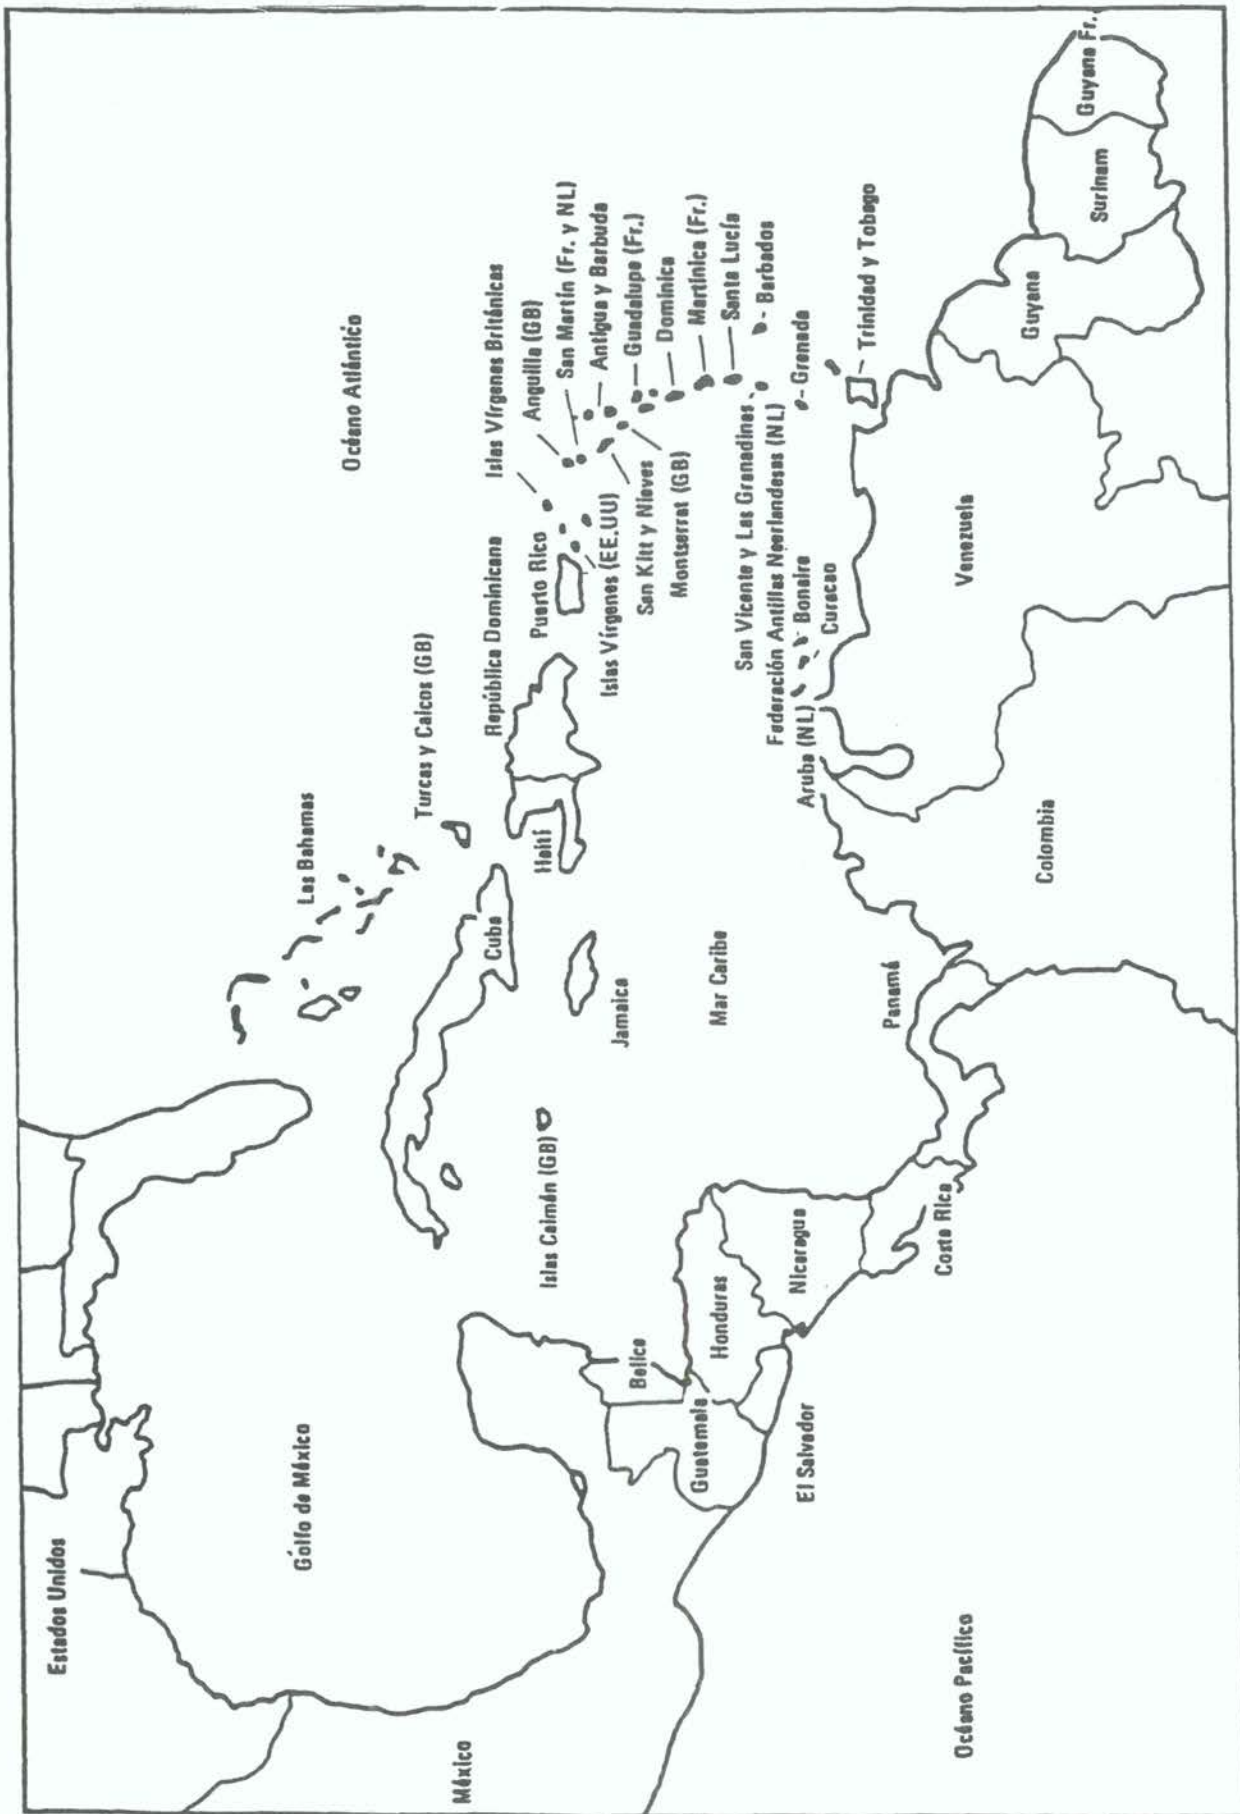 Estados Unidos
Gólfo de México
México
Océano Pacífico
Océano Atlántico
Las Bahamas
Turcas y Caicos (GB)
Cuba
Islas Caimán (GB)
Jamaica
Haití
República Dominicana
Puerto Rico
Islas Vírgenes Británicas
Anguilla (GB)
San Martín (Fr. y NL)
Antigua y Barbuda
Guadalupe (Fr.)
Dominica
Martinica (Fr.)
Santa Lucía
Barbados
Islas Vírgenes (EE.UU)
San Kitt y Nieves
Montserrat (GB)
San Vicente y Las Granadinas
Federación Antillas Neerlandesas (NL)
Grenada
Trinidad y Tobago
Aruba (NL)
Bonaire
Curacao
Mar Caribe
Belice
Guatemala
Honduras
El Salvador
Nicaragua
Costa Rica
Panamá
Colombia
Venezuela
Guyana
Surinam
Guyana Fr.